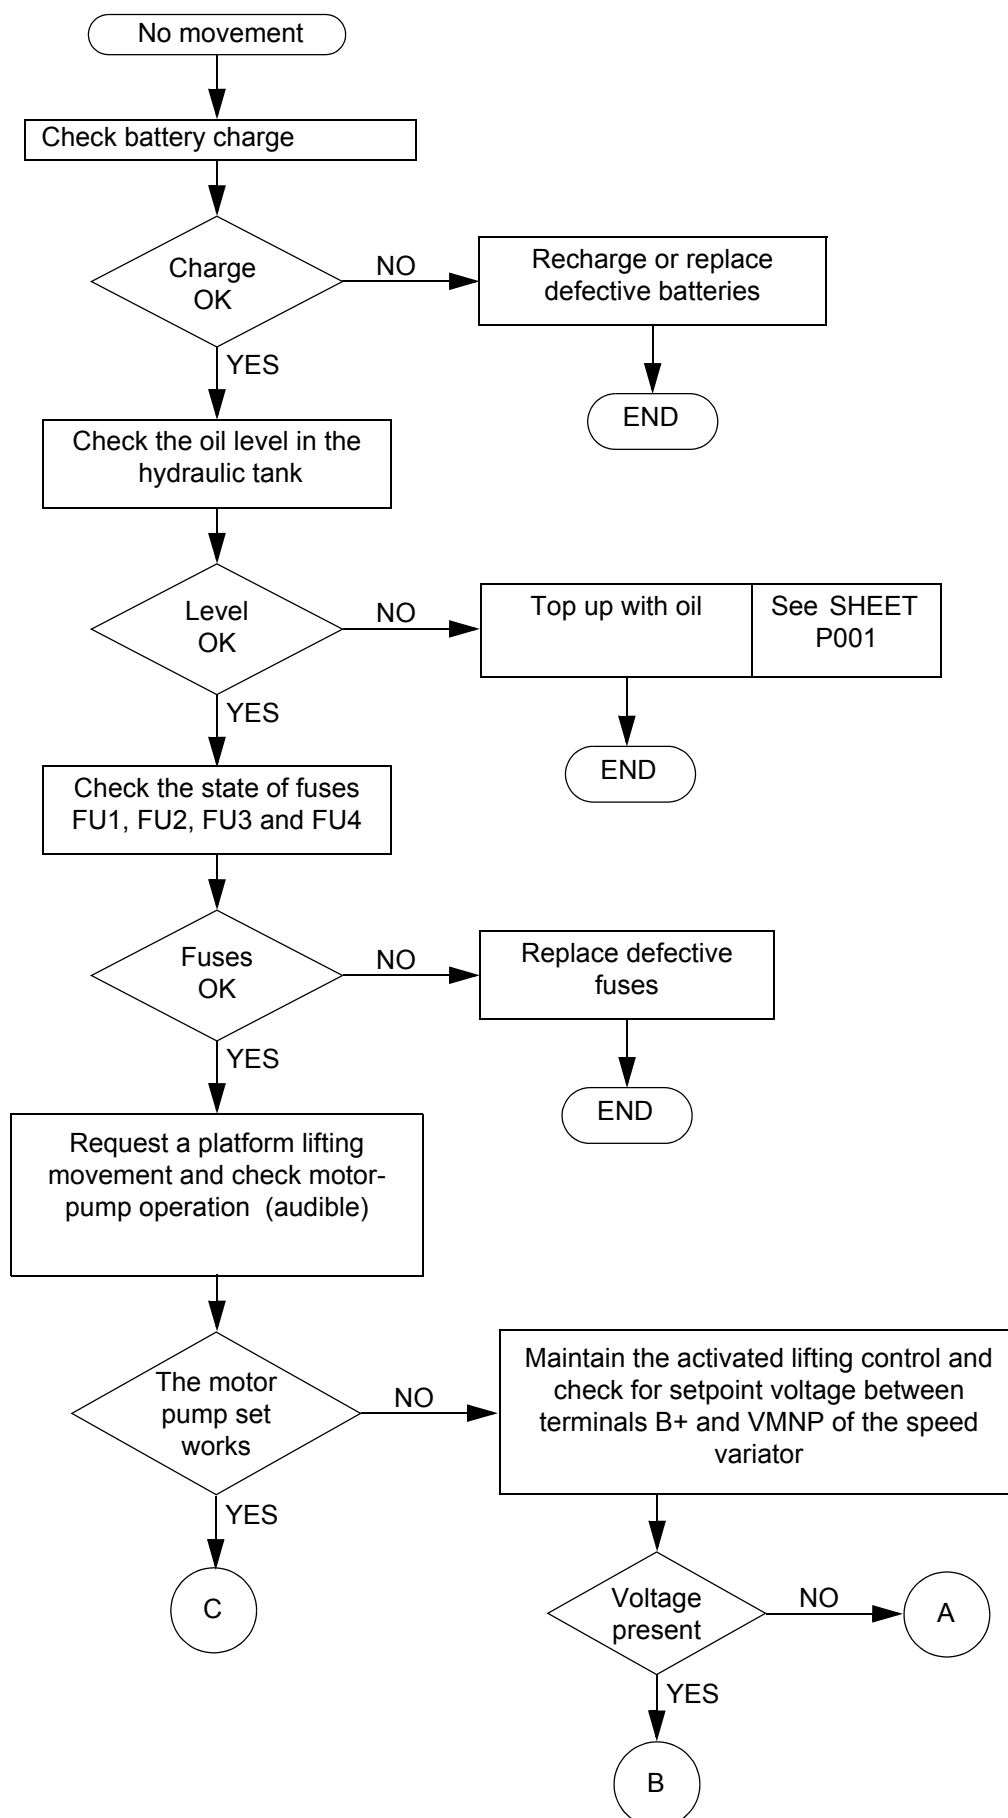 No movement
Check battery charge
Charge
OK
NO
Recharge or replace
defective batteries
YES
END
Check the oil level in the
hydraulic tank
Level
OK
NO
Top up with oil
See SHEET
P001
YES
END
Check the state of fuses
FU1, FU2, FU3 and FU4
Fuses
OK
NO
Replace defective
fuses
YES
END
Request a platform lifting
movement and check motor-
pump operation (audible)
The motor
pump set
works
NO
Maintain the activated lifting control and
check for setpoint voltage between
terminals B+ and VMNP of the speed
variator
YES
C
Voltage
present
NO
A
YES
B